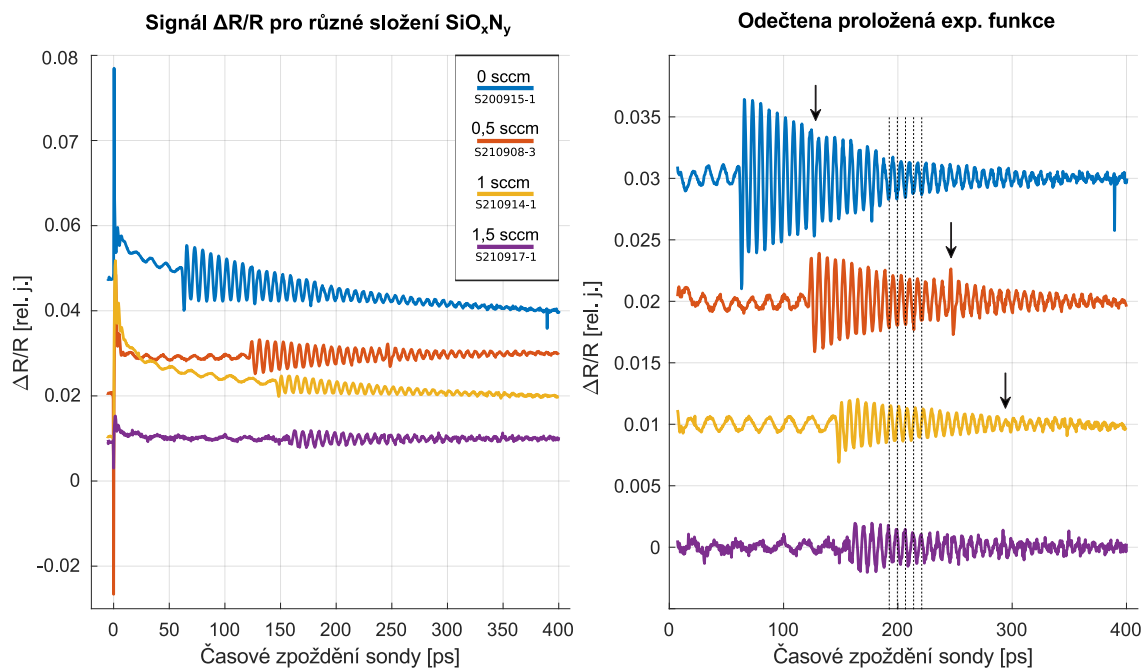 Signál ΔR/R pro různé složení SiOₓNᵧ
Odečtena proložená exp. funkce
0.08
0.08
0.06
0.04
0.02
0
-0.02
ΔR/R [rel. j.]
0 sccm
S200915-1
0,5 sccm
S210908-3
1 sccm
S210914-1
1,5 sccm
S210917-1
0 50 100 150 200 250 300 350 400
Časové zpoždění sondy [ps]
0.035
0.03
0.025
0.02
0.015
0.01
0.005
0
ΔR/R [rel. j.]
0 100 200 300 400
Časové zpoždění sondy [ps]